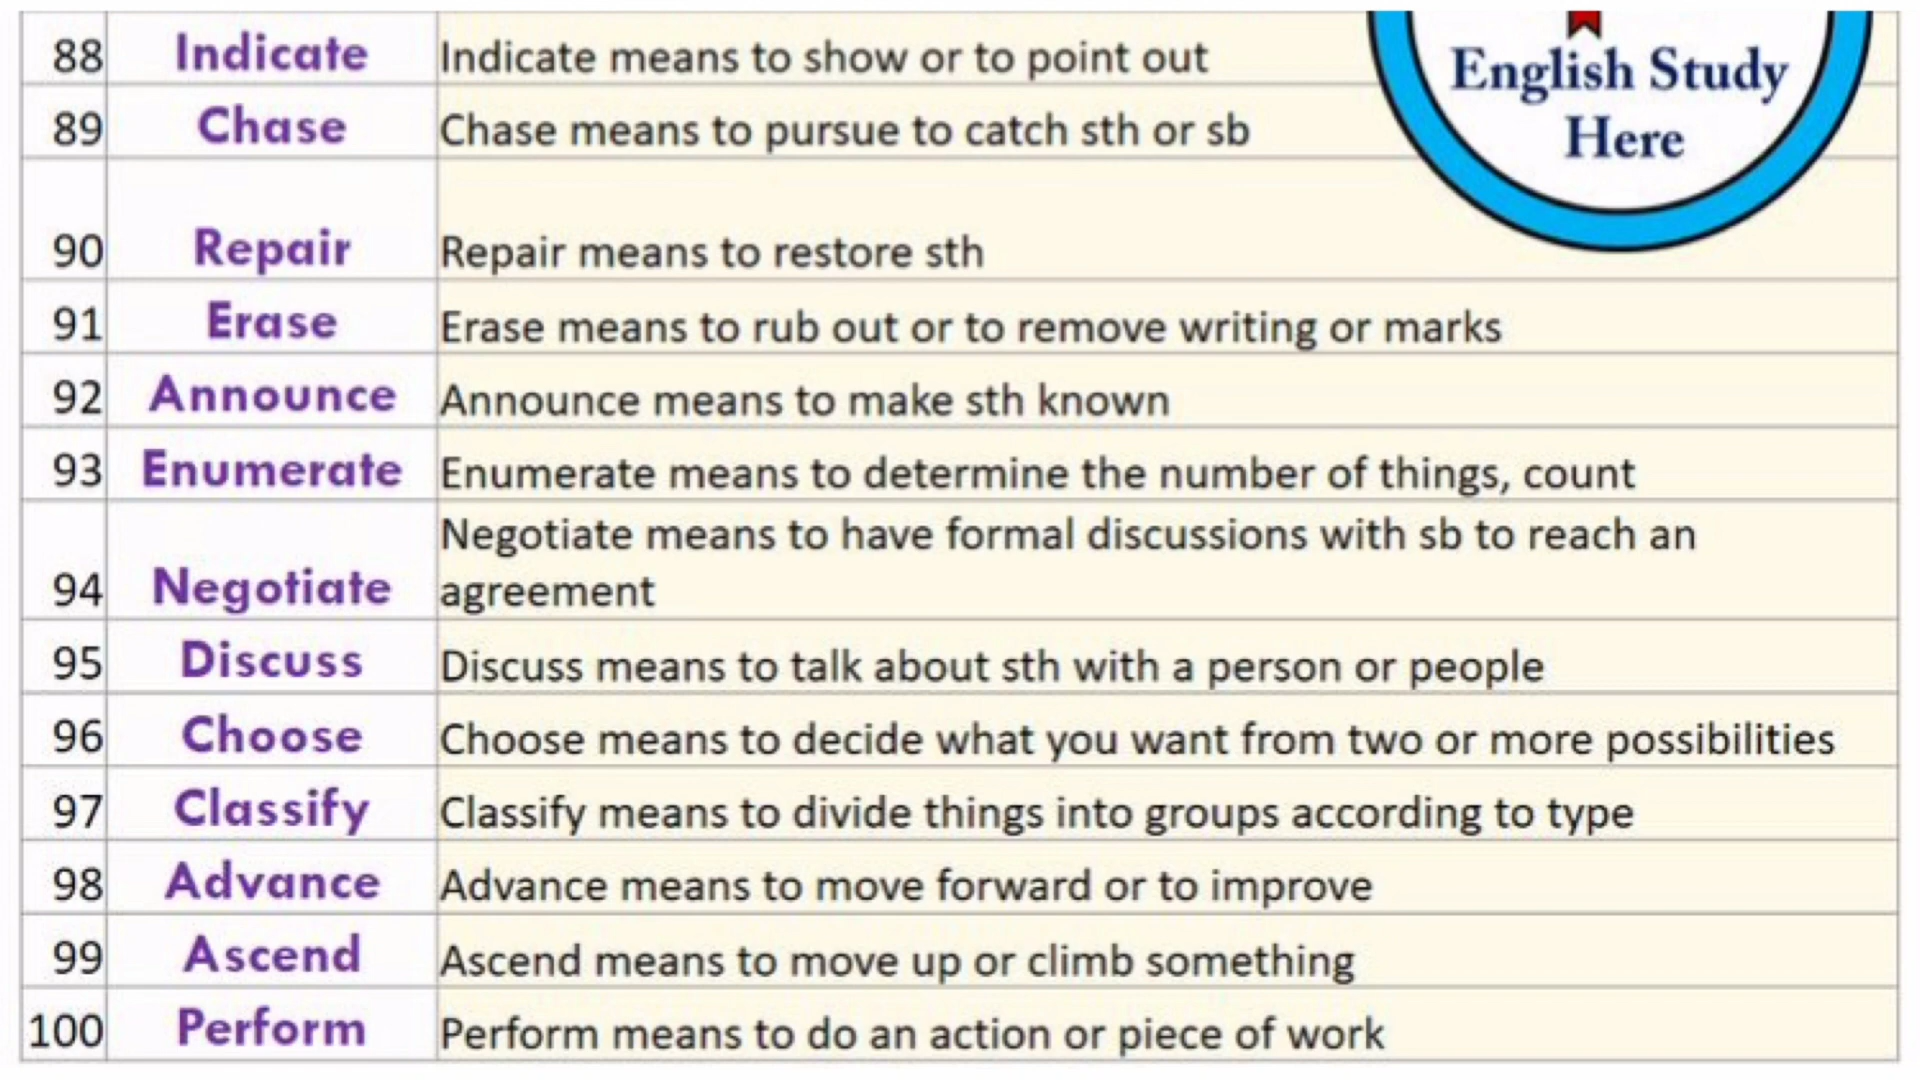 88 Indicate Indicate means to show or to point out
English Study
Here
89 Chase Chase means to pursue to catch sth or sb
90 Repair Repair means to restore sth
91 Erase Erase means to rub out or to remove writing or marks
92 Announce Announce means to make sth known
93 Enumerate Enumerate means to determine the number of things, count
94 Negotiate Negotiate means to have formal discussions with sb to reach an
agreement
95 Discuss Discuss means to talk about sth with a person or people
96 Choose Choose means to decide what you want from two or more possibilities
97 Classify Classify means to divide things into groups according to type
98 Advance Advance means to move forward or to improve
99 Ascend Ascend means to move up or climb something
100 Perform Perform means to do an action or piece of work